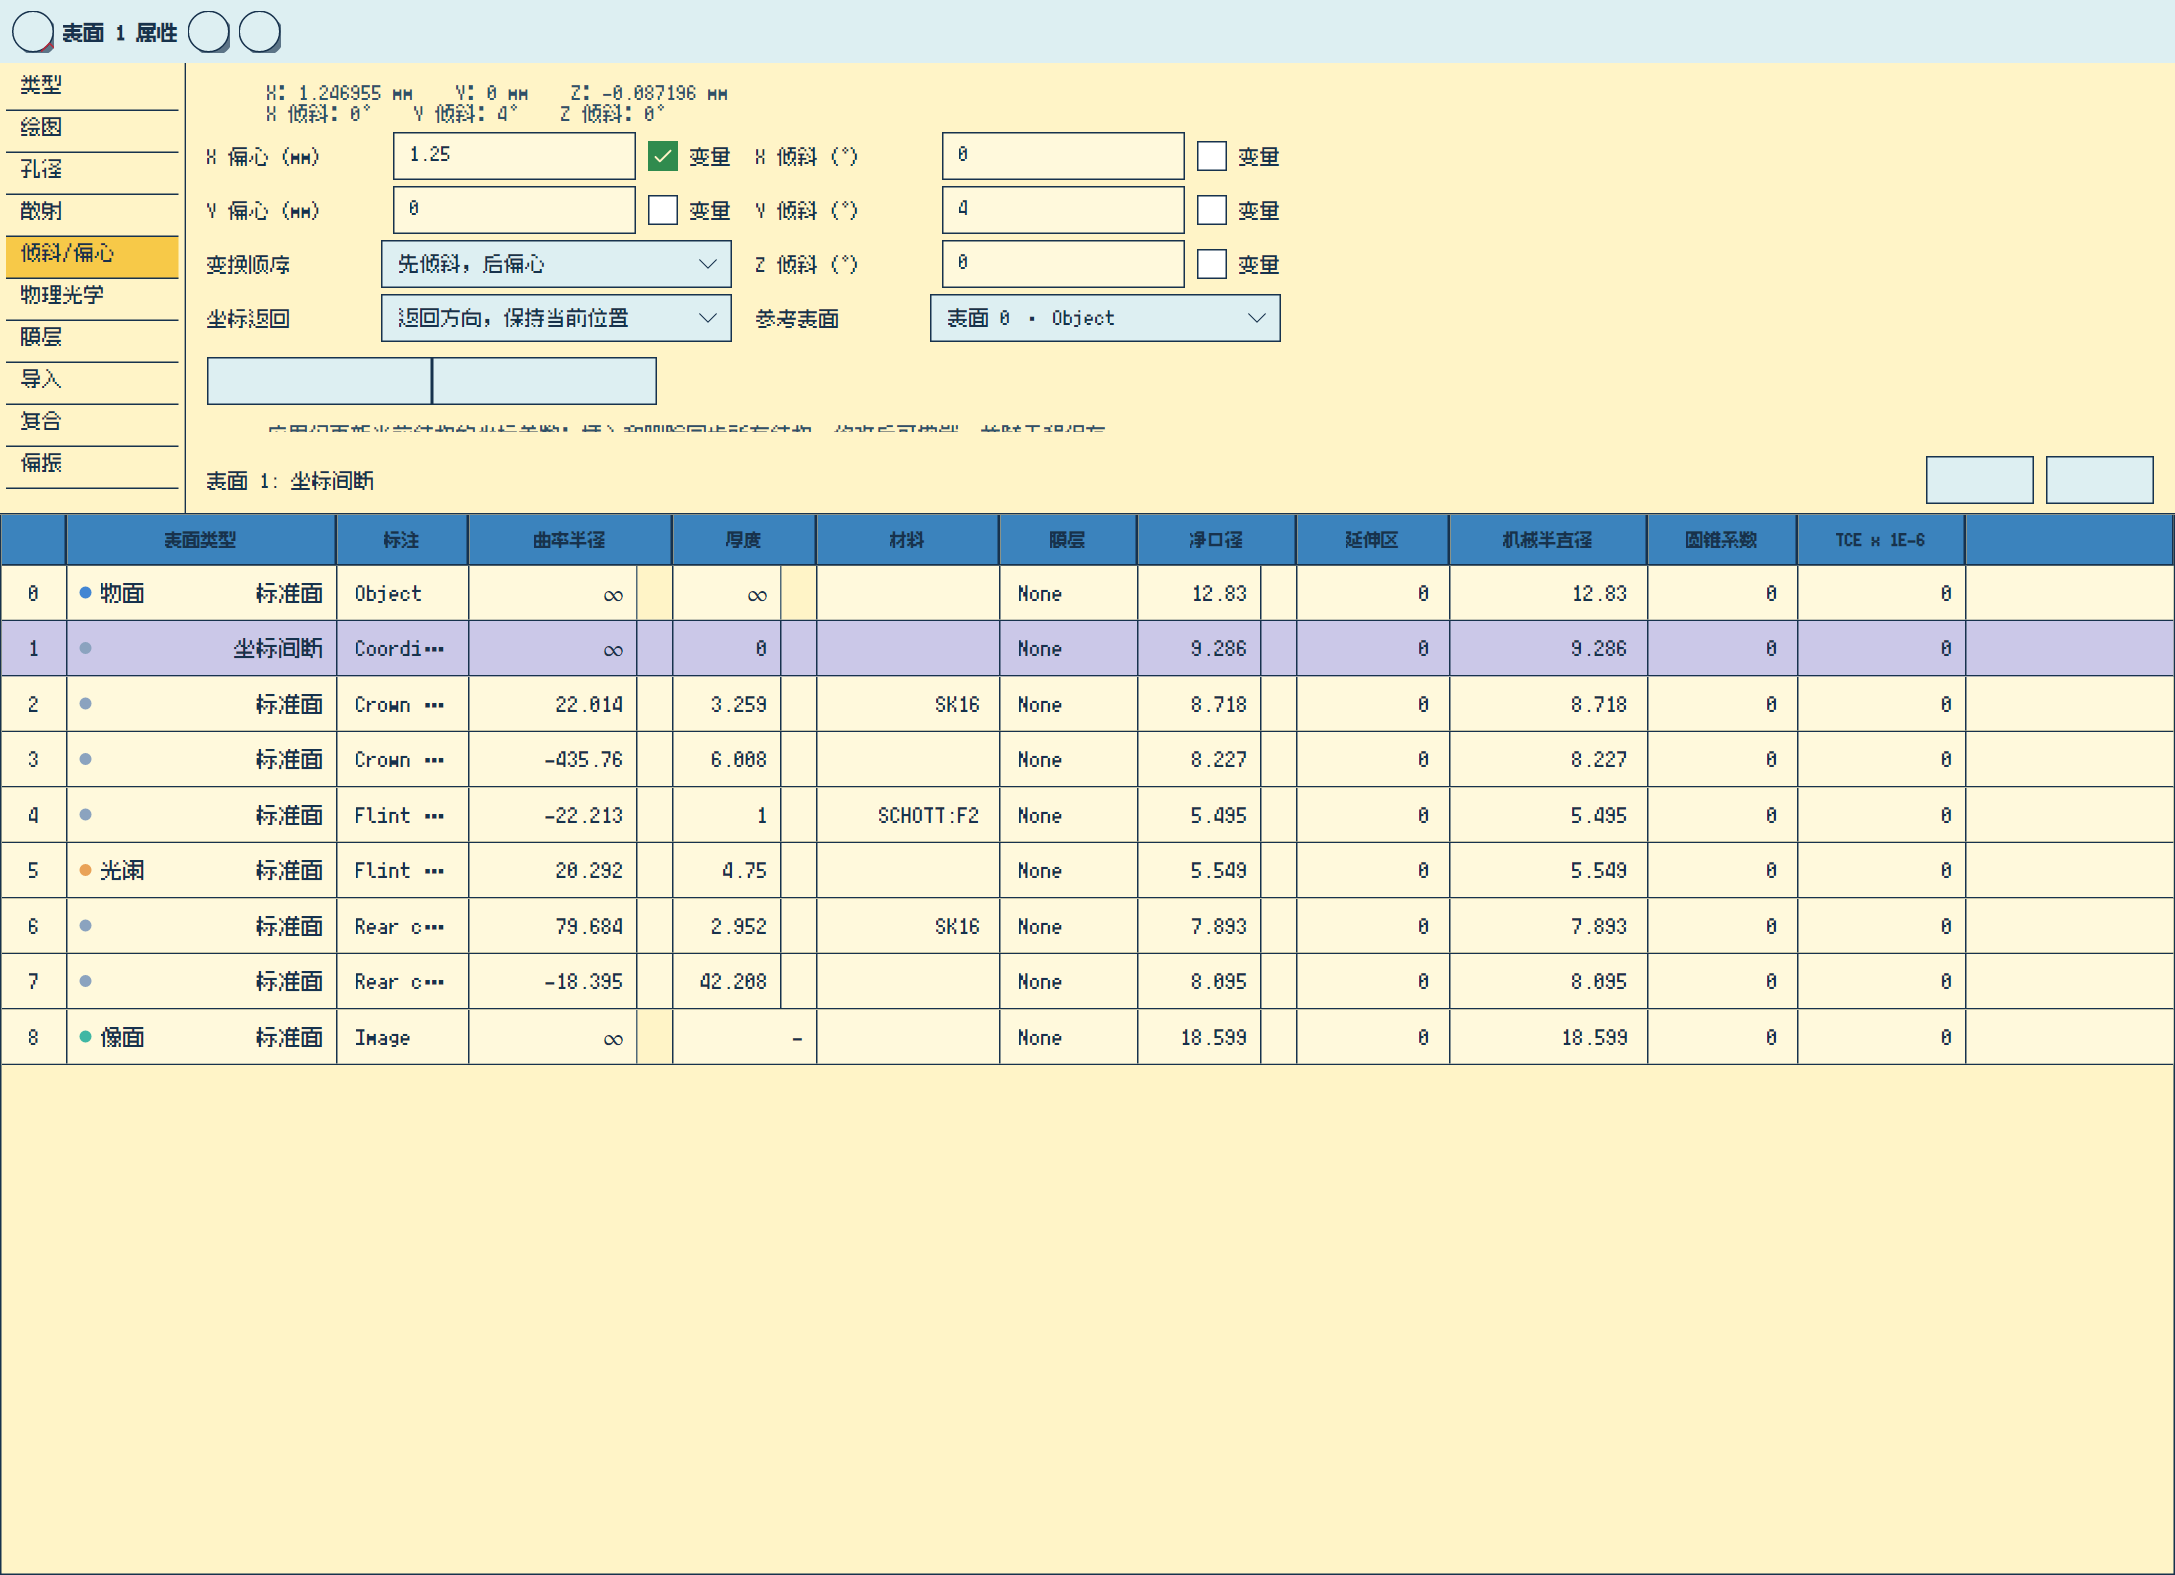 表面 1 属性
类型
绘图
孔径
散射
倾斜/偏心
物理光学
膜层
导入
复合
偏振
X: 1.246955 mm Y: 0 mm Z: -0.087196 mm
X 倾斜: 0° Y 倾斜: 4° Z 倾斜: 0°
X 偏心 (mm) 1.25 变量 X 倾斜 (°) 0 变量
Y 偏心 (mm) 0 变量 Y 倾斜 (°) 4 变量
变换顺序 先倾斜，后偏心 Z 倾斜 (°) 0 变量
坐标返回 返回方向，保持当前位置 参考表面 表面 0 · Object
表面 1: 坐标间断
表面类型 标注 曲率半径 厚度 材料 膜层 净口径 延伸区 机械半直径 圆锥系数 TCE x 1E-6
0 物面 标准面 Object ∞ ∞ None 12.83 0 12.83 0 0
1 坐标间断 Coordi… ∞ 0 None 9.286 0 9.286 0 0
2 标准面 Crown … 22.014 3.259 SK16 None 8.718 0 8.718 0 0
3 标准面 Crown … -435.76 6.008 None 8.227 0 8.227 0 0
4 标准面 Flint … -22.213 1 SCHOTT:F2 None 5.495 0 5.495 0 0
5 光阑 标准面 Flint … 20.292 4.75 None 5.549 0 5.549 0 0
6 标准面 Rear c… 79.684 2.952 SK16 None 7.893 0 7.893 0 0
7 标准面 Rear c… -18.395 42.208 None 8.095 0 8.095 0 0
8 像面 标准面 Image ∞ - None 18.599 0 18.599 0 0